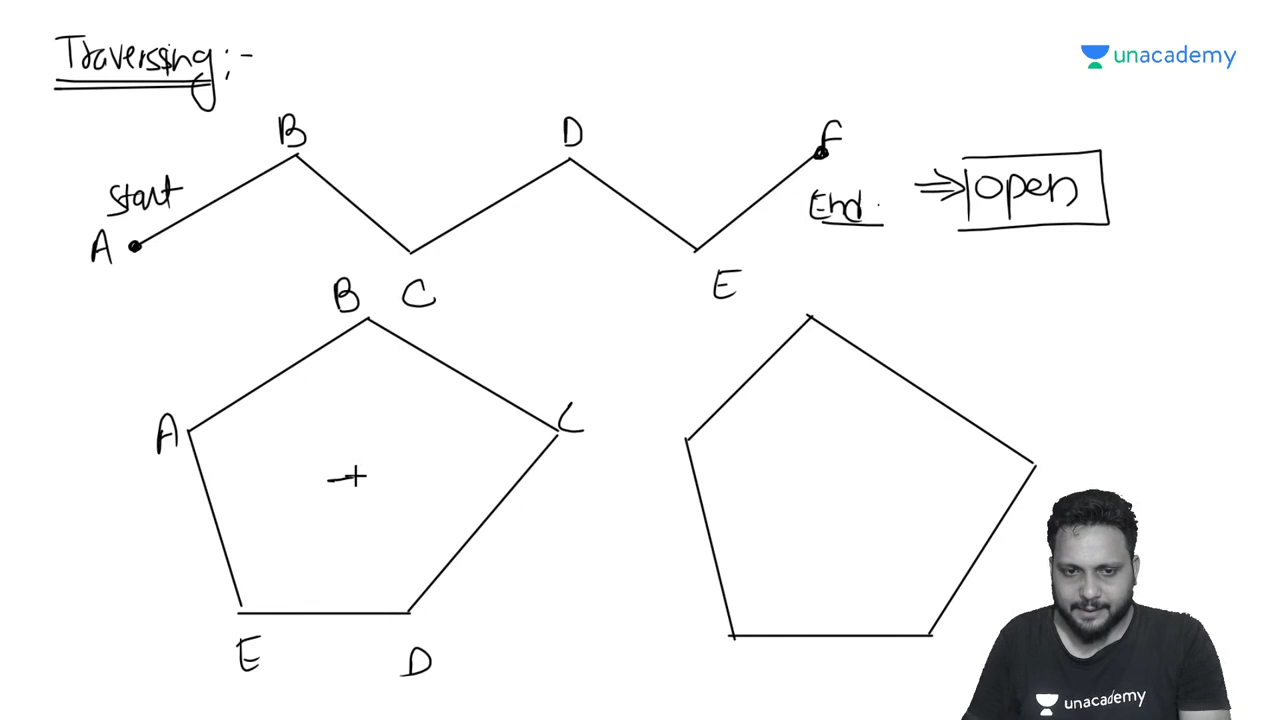 Traversing :-
unacademy
B
D
F
Start
A
End.
⇒ Open
C
E
B
A
C
+
E
D
unacademy